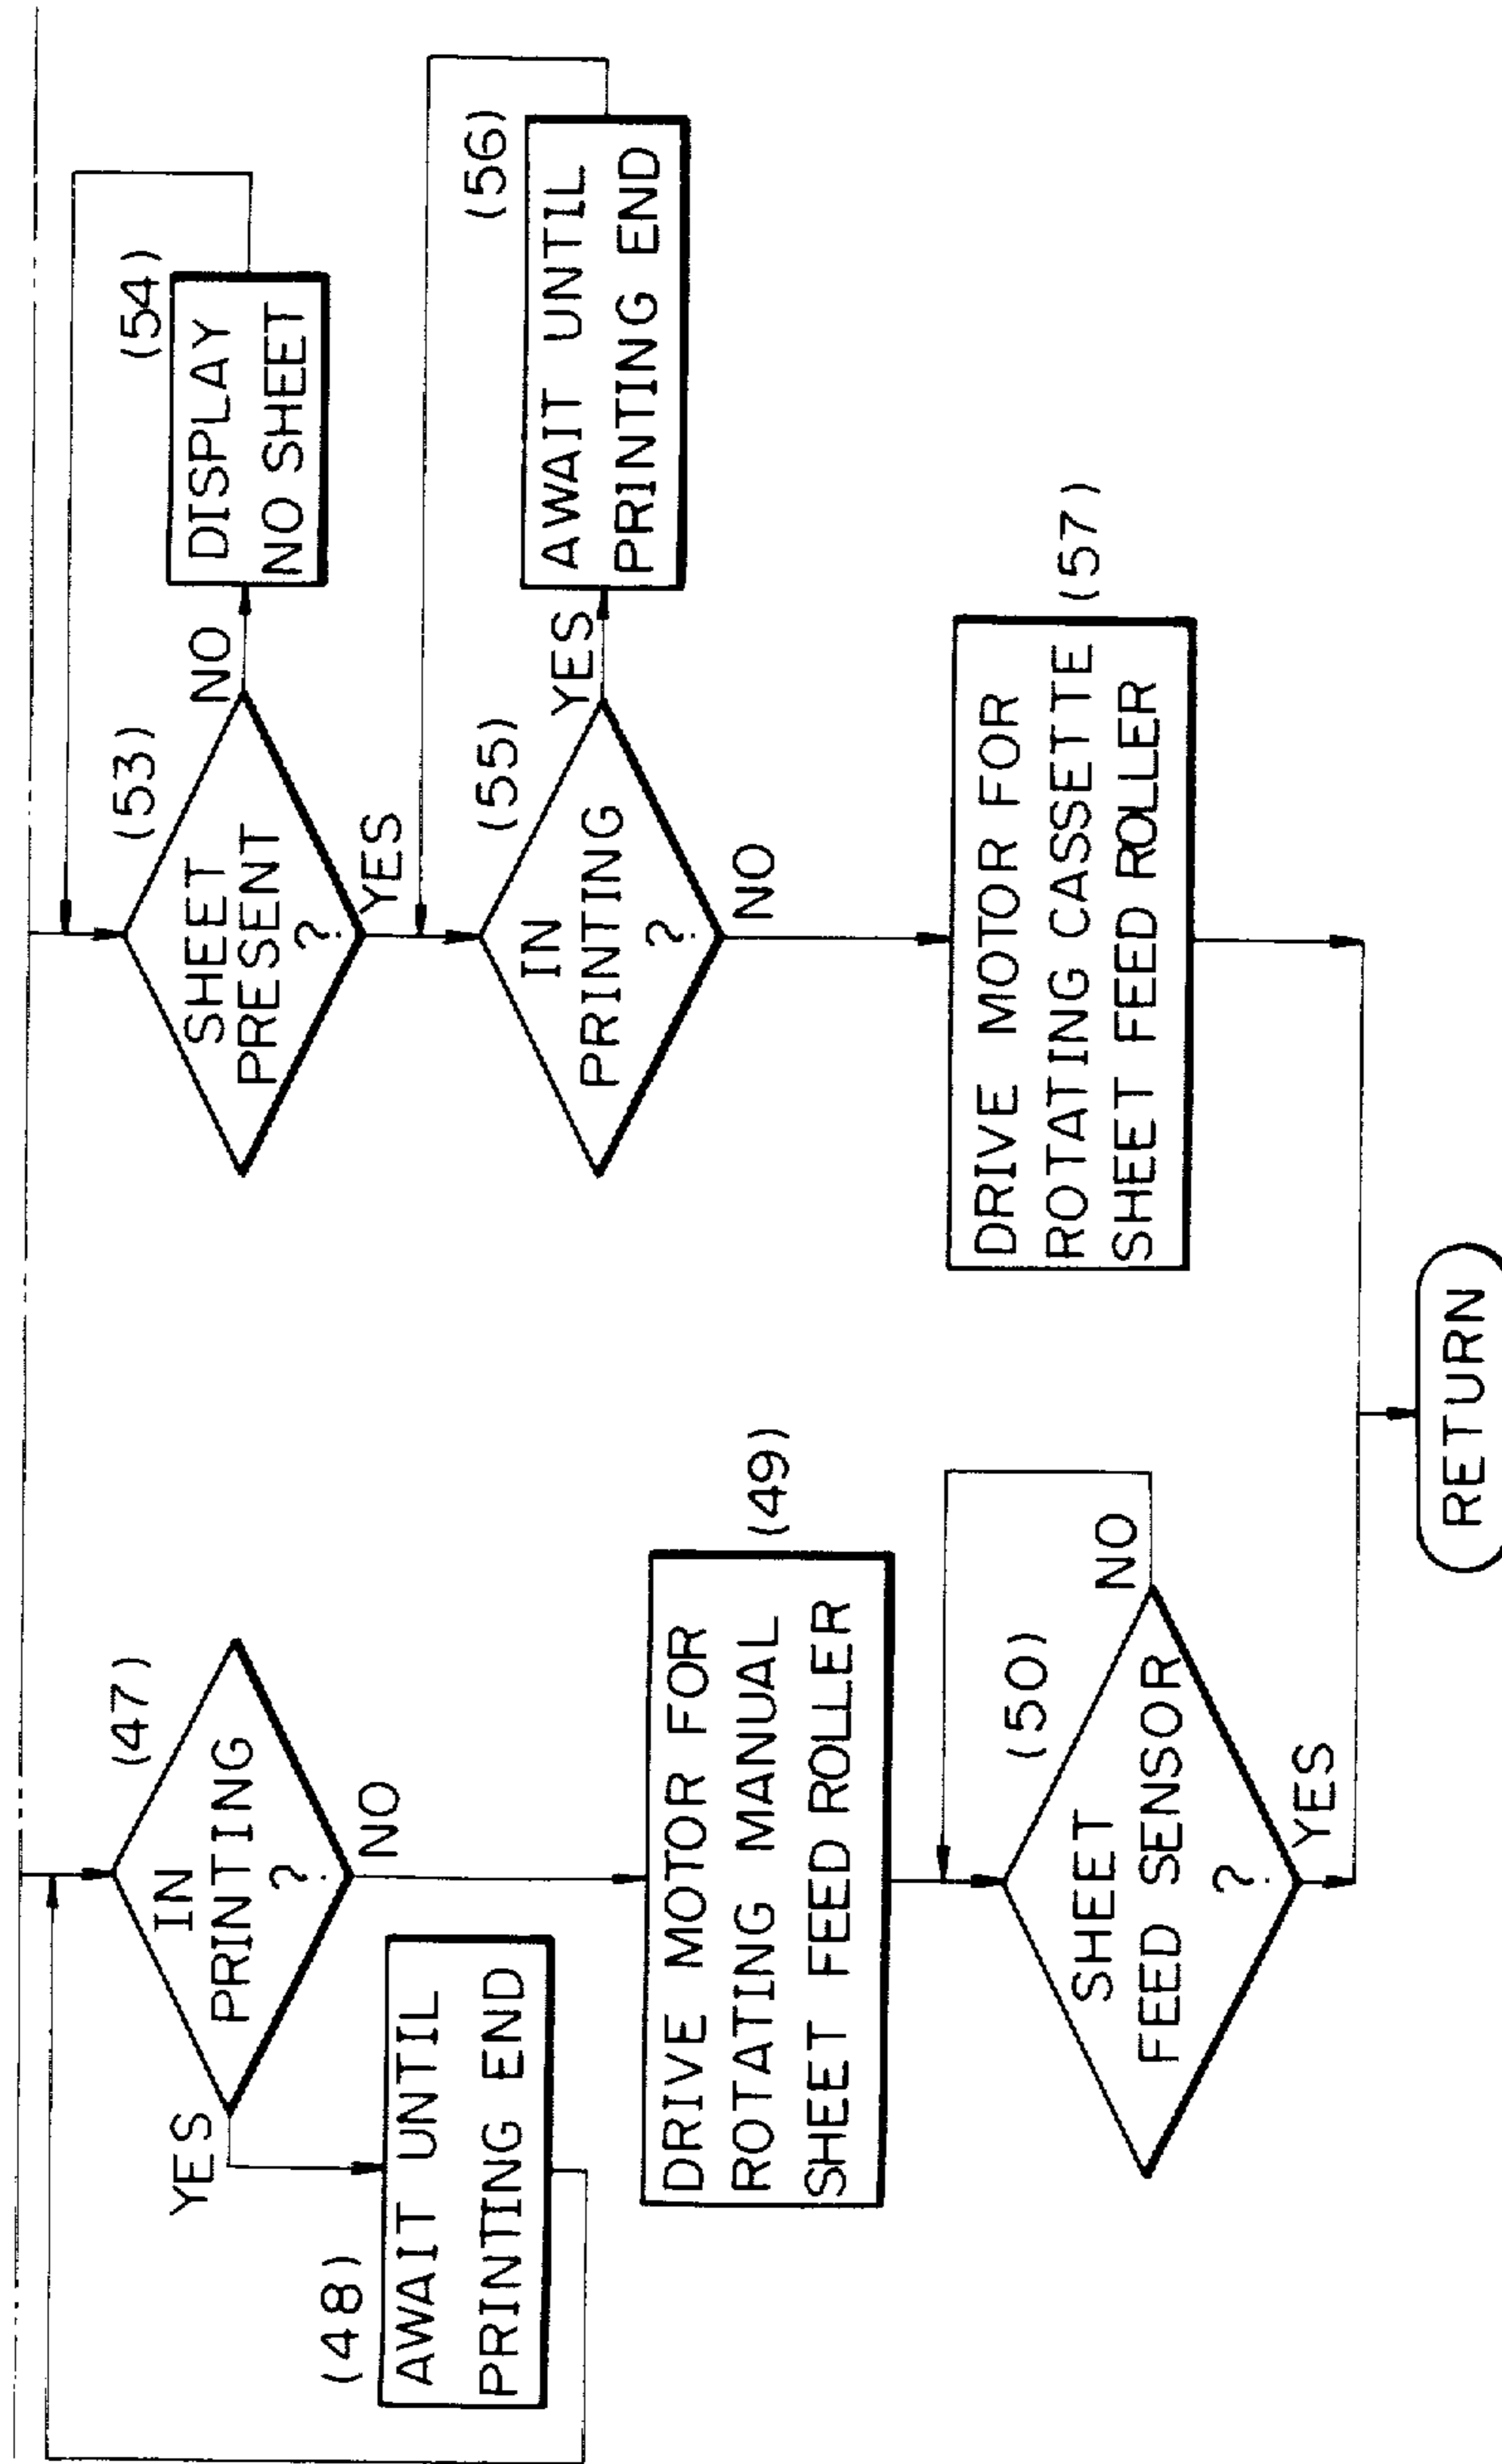 (47)
IN
PRINTING
?
YES
NO
(48)
AWAIT UNTIL
PRINTING END
DRIVE MOTOR FOR
ROTATING MANUAL
SHEET FEED ROLLER
(49)
(50)
SHEET
FEED SENSOR
?
NO
YES
(53)
SHEET
PRESENT
?
NO
YES
(54)
DISPLAY
NO SHEET
(55)
IN
PRINTING
?
YES
NO
(56)
AWAIT UNTIL
PRINTING END
DRIVE MOTOR FOR
ROTATING CASSETTE
SHEET FEED ROLLER
(57)
RETURN